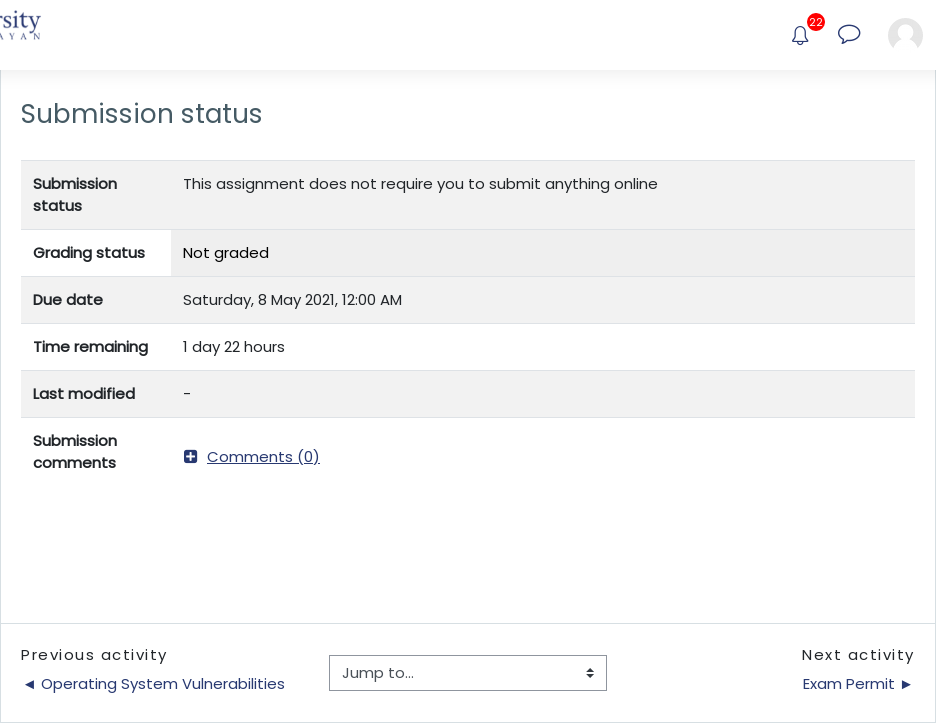 22
Submission status
Submission status
This assignment does not require you to submit anything online
Grading status
Not graded
Due date
Saturday, 8 May 2021, 12:00 AM
Time remaining
1 day 22 hours
Last modified
-
Submission comments
Comments (0)
Previous activity
◄ Operating System Vulnerabilities
Jump to...
Next activity
Exam Permit ►